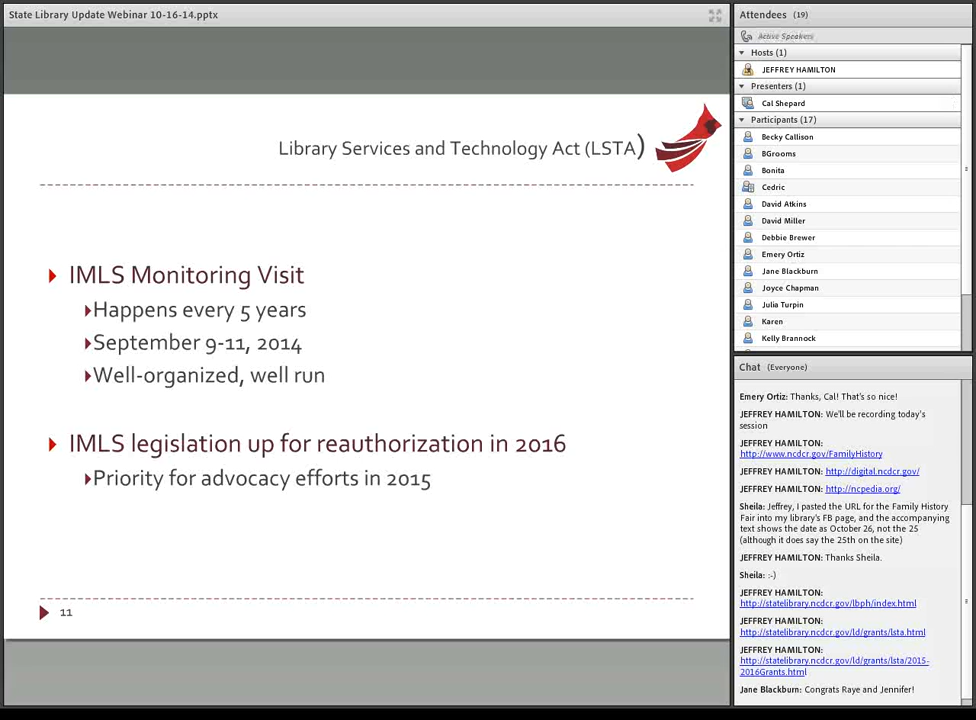 State Library Update Webinar 10-16-14.pptx
Library Services and Technology Act (LSTA)
IMLS Monitoring Visit
Happens every 5 years
September 9-11, 2014
Well-organized, well run
IMLS legislation up for reauthorization in 2016
Priority for advocacy efforts in 2015
11
Attendees (19)
Active Speakers
Hosts (1)
JEFFREY HAMILTON
Presenters (1)
Cal Shepard
Participants (17)
Becky Callison
BGrooms
Bonita
Cedric
David Atkins
David Miller
Debbie Brewer
Emery Ortiz
Jane Blackburn
Joyce Chapman
Julia Turpin
Karen
Kelly Brannock
Chat (Everyone)
Emery Ortiz: Thanks, Cal! That's so nice!
JEFFREY HAMILTON: We'll be recording today's
session
JEFFREY HAMILTON:
http://www.ncdcr.gov/FamilyHistory
JEFFREY HAMILTON: http://digital.ncdcr.gov/
JEFFREY HAMILTON: http://ncpedia.org/
Sheila: Jeffrey, I pasted the URL for the Family History
Fair into my library's FB page, and the accompanying
text shows the date as October 26, not the 25
(although it does say the 25th on the site)
JEFFREY HAMILTON: Thanks Sheila.
Sheila: :-)
JEFFREY HAMILTON:
http://statelibrary.ncdcr.gov/lbph/index.html
JEFFREY HAMILTON:
http://statelibrary.ncdcr.gov/ld/grants/lsta.html
JEFFREY HAMILTON:
http://statelibrary.ncdcr.gov/ld/grants/lsta/2015-
2016Grants.html
Jane Blackburn: Congrats Raye and Jennifer!